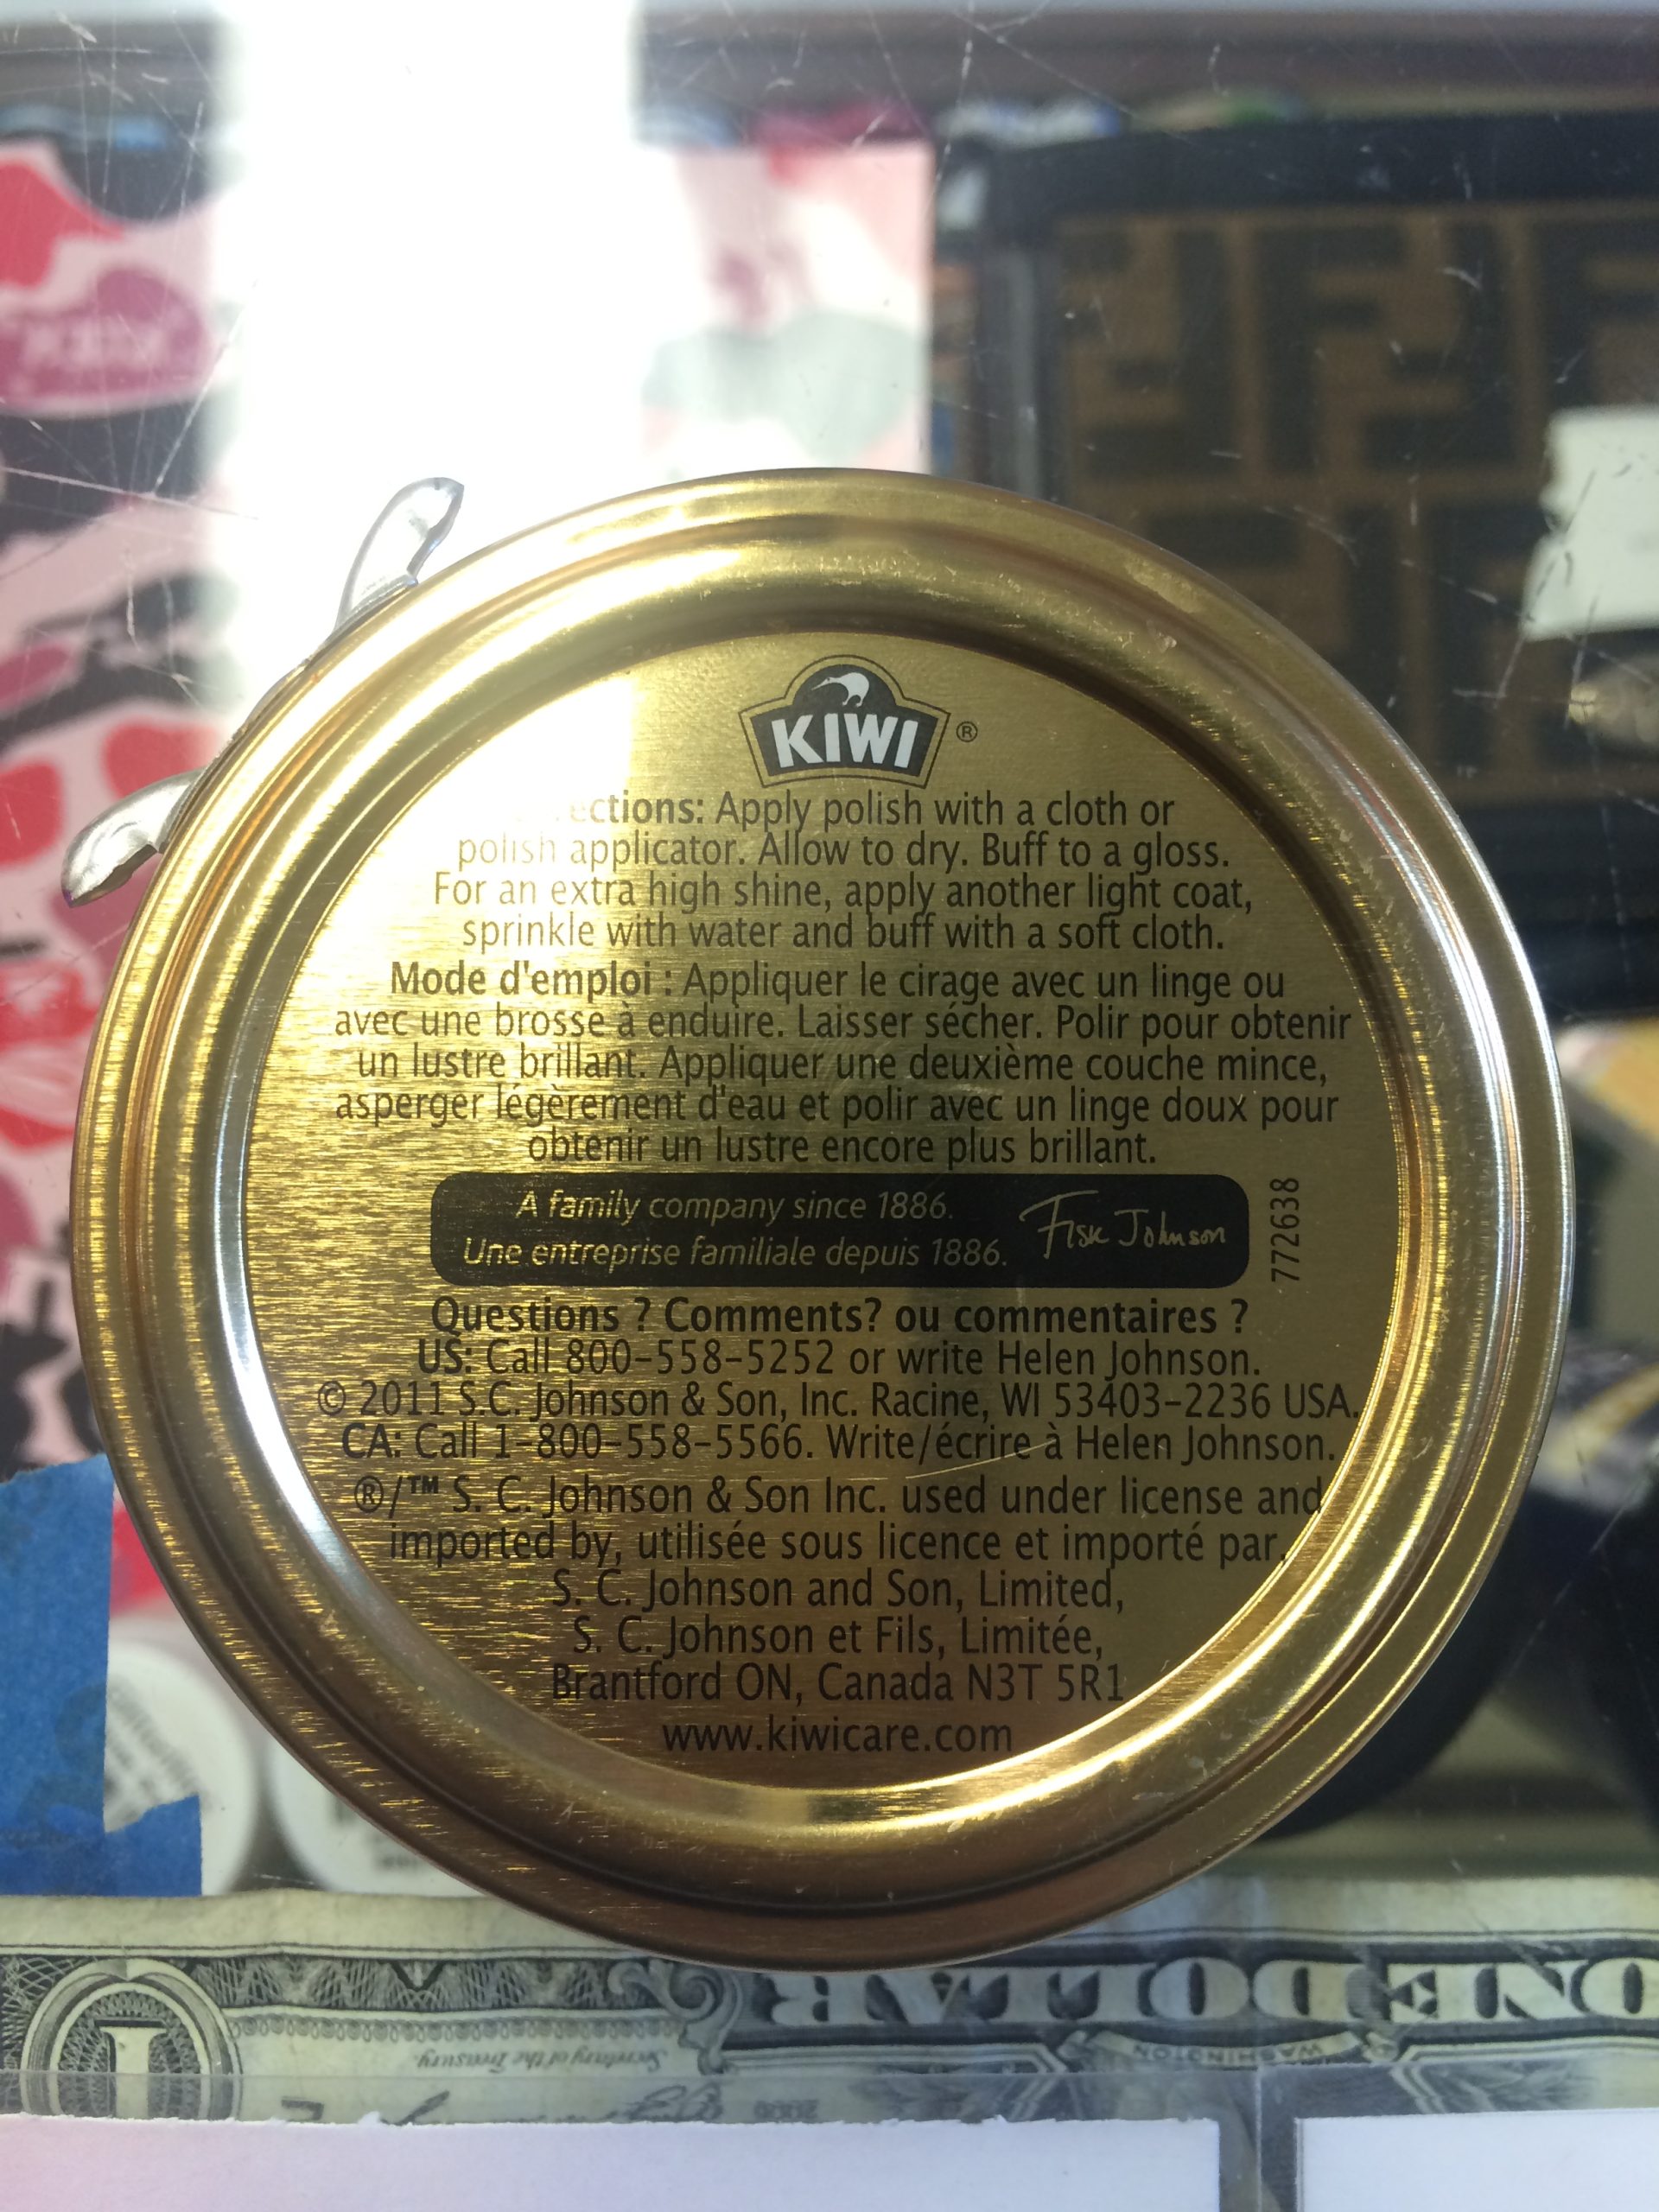 KIWI ®
ections: Apply polish with a cloth or
polish applicator. Allow to dry. Buff to a gloss.
For an extra high shine, apply another light coat,
sprinkle with water and buff with a soft cloth.
Mode d'emploi : Appliquer le cirage avec un linge ou
avec une brosse à enduire. Laisser sécher. Polir pour obtenir
un lustre brillant. Appliquer une deuxième couche mince,
asperger légèrement d'eau et polir avec un linge doux pour
obtenir un lustre encore plus brillant.
A family company since 1886.
Une entreprise familiale depuis 1886.
Fisk Johnson
772638
Questions ? Comments? ou commentaires ?
US: Call 800-558-5252 or write Helen Johnson.
© 2011 S.C. Johnson & Son, Inc. Racine, WI 53403-2236 USA.
CA: Call 1-800-558-5566. Write/écrire à Helen Johnson.
®/™ S. C. Johnson & Son Inc. used under license and
imported by, utilisée sous licence et importé par,
S. C. Johnson and Son, Limited,
S. C. Johnson et Fils, Limitée,
Brantford ON, Canada N3T 5R1
www.kiwicare.com
ONE DOLLAR
WASHINGTON
Secretary of the Treasury.
1